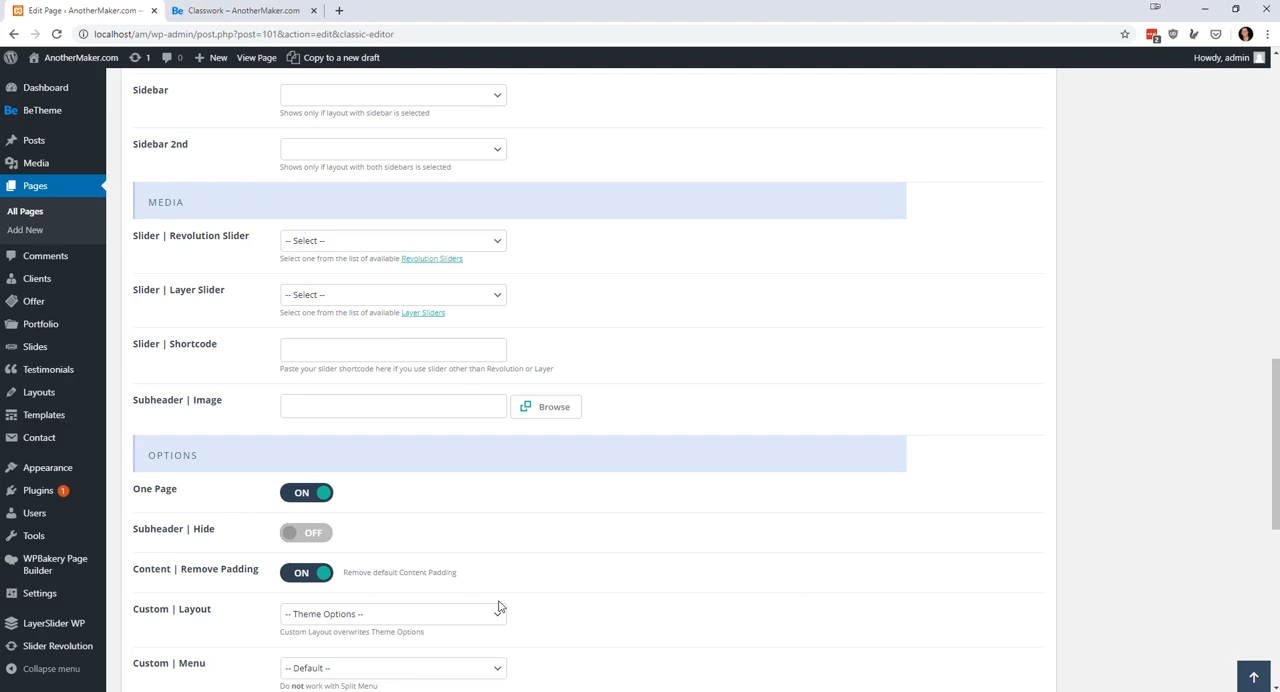 Edit Page ‹ AnotherMaker.com —
Be Classwork – AnotherMaker.com
localhost/am/wp-admin/post.php?post=101&action=edit&classic-editor
2
AnotherMaker.com 1 0 New View Page Copy to a new draft Howdy, admin
Dashboard
Be BeTheme
Posts
Media
Pages
All Pages
Add New
Comments
Clients
Offer
Portfolio
Slides
Testimonials
Layouts
Templates
Contact
Appearance
Plugins 1
Users
Tools
WPBakery Page
Builder
Settings
LayerSlider WP
Slider Revolution
Collapse menu
Sidebar
Shows only if layout with sidebar is selected
Sidebar 2nd
Shows only if layout with both sidebars is selected
MEDIA
Slider | Revolution Slider
-- Select --
Select one from the list of available Revolution Sliders
Slider | Layer Slider
-- Select --
Select one from the list of available Layer Sliders
Slider | Shortcode
Paste your slider shortcode here if you use slider other than Revolution or Layer
Subheader | Image
Browse
OPTIONS
One Page
ON
Subheader | Hide
OFF
Content | Remove Padding
ON
Remove default Content Padding
Custom | Layout
-- Theme Options --
Custom Layout overwrites Theme Options
Custom | Menu
-- Default --
Do not work with Split Menu